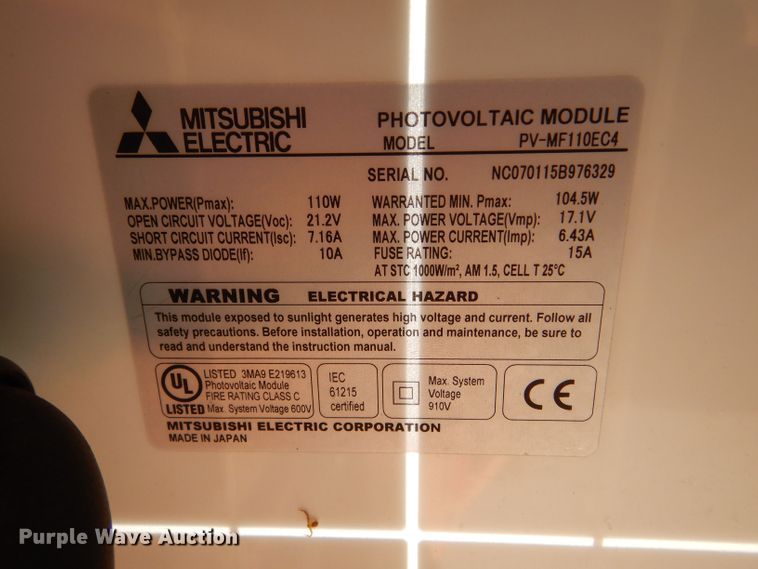 MITSUBISHI ELECTRIC
PHOTOVOLTAIC MODULE
MODEL PV-MF110EC4
SERIAL NO. NC070115B976329
MAX.POWER(Pmax): 110W
OPEN CIRCUIT VOLTAGE(Voc): 21.2V
SHORT CIRCUIT CURRENT(Isc): 7.16A
MIN.BYPASS DIODE(If): 10A
WARRANTED MIN. Pmax: 104.5W
MAX. POWER VOLTAGE(Vmp): 17.1V
MAX. POWER CURRENT(Imp): 6.43A
FUSE RATING: 15A
AT STC 1000W/m², AM 1.5, CELL T 25°C
WARNING ELECTRICAL HAZARD
This module exposed to sunlight generates high voltage and current. Follow all
safety precautions. Before installation, operation and maintenance, be sure to
read and understand the instruction manual.
UL
LISTED
LISTED 3MA9 E219613
Photovoltaic Module
FIRE RATING CLASS C
Max. System Voltage 600V
IEC
61215
certified
Max. System
Voltage
910V
CE
MITSUBISHI ELECTRIC CORPORATION
MADE IN JAPAN
Purple Wave Auction